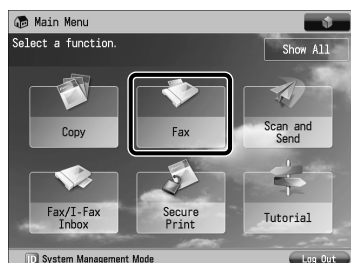 Main Menu
Select a function.
Show All
Copy
Fax
Scan and
Send
Fax/I-Fax
Inbox
Secure
Print
Tutorial
ID System Management Mode
Log Out